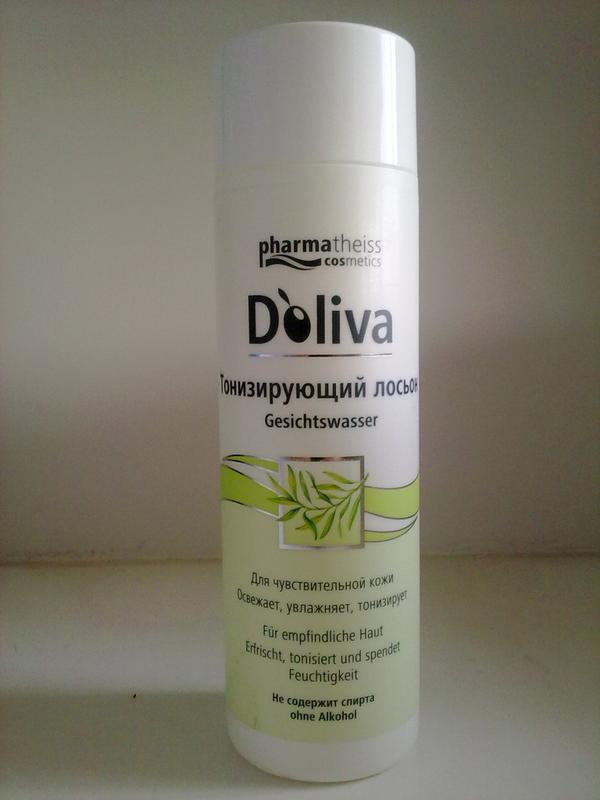 pharmatheiss
cosmetics
D'oliva
Тонизирующий лосьон
Gesichtswasser
Для чувствительной кожи
Освежает, увлажняет, тонизирует
Für empfindliche Haut
Erfrischt, tonisiert und spendet
Feuchtigkeit
Не содержит спирта
ohne Alkohol